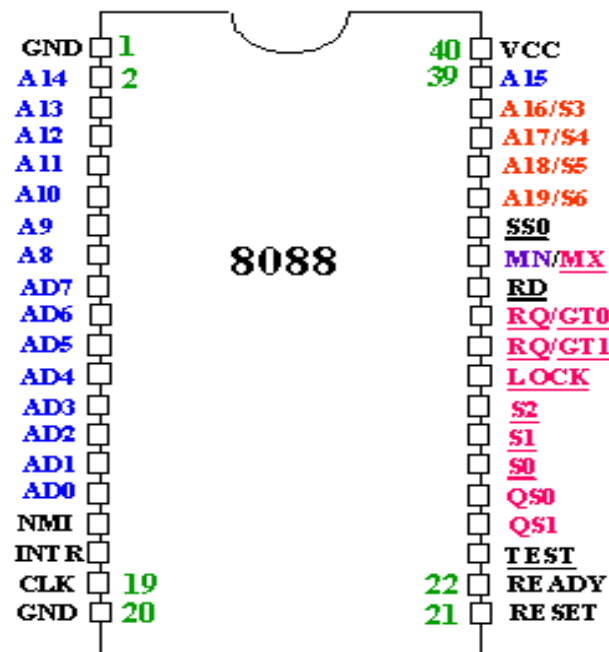 GND 1 40 VCC
A14 2 39 A15
A13 A16/S3
A12 A17/S4
A11 A18/S5
A10 A19/S6
A9 SS0
A8 8088 MN/MX
AD7 RD
AD6 RQ/GT0
AD5 RQ/GT1
AD4 LOCK
AD3 S2
AD2 S1
AD1 S0
AD0 QS0
NMI QS1
INTR TEST
CLK 19 22 READY
GND 20 21 RESET